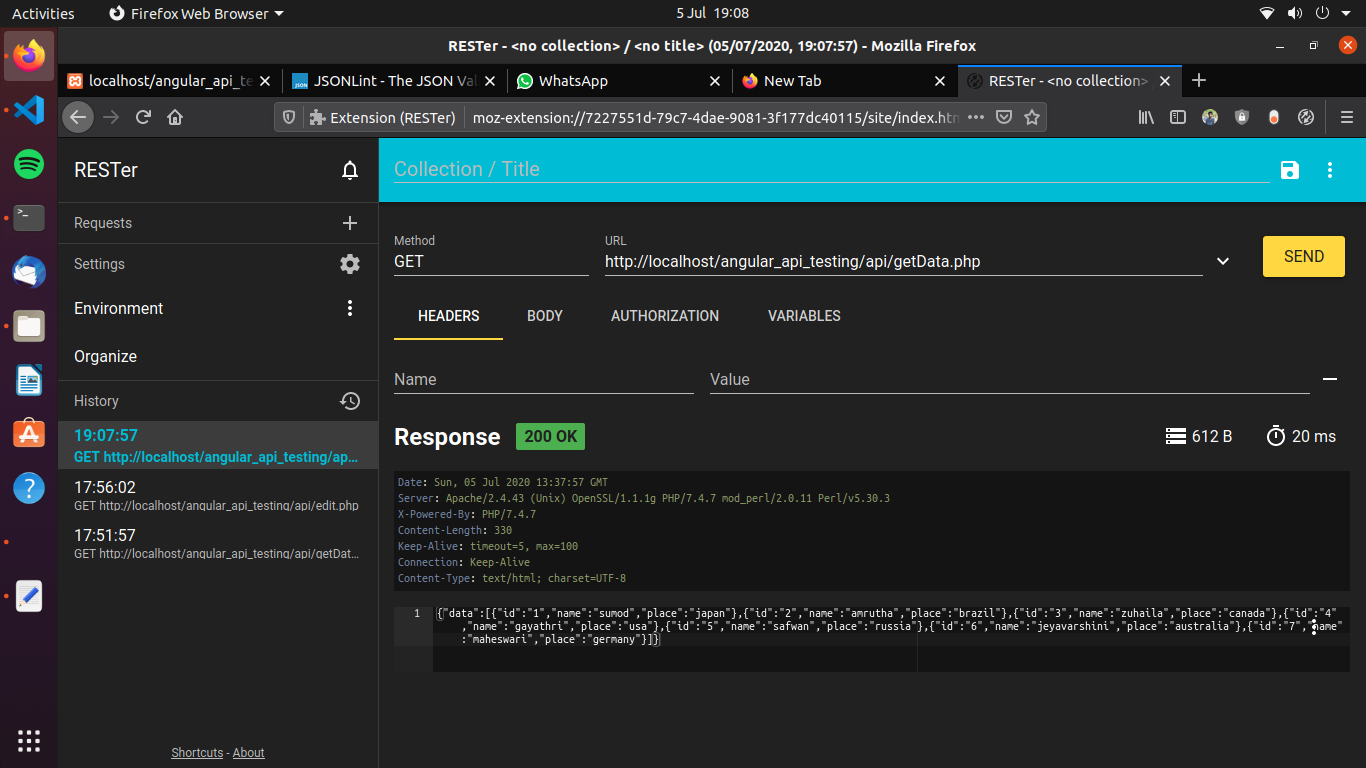 Activities
Firefox Web Browser
5 Jul 19:08
RESTer - <no collection> / <no title> (05/07/2020, 19:07:57) - Mozilla Firefox
localhost/angular_api_te
JSONLint - The JSON Val
WhatsApp
New Tab
RESTer - <no collection>
Extension (RESTer)
moz-extension://7227551d-79c7-4dae-9081-3f177dc40115/site/index.htm
RESTer
Collection / Title
Requests
Settings
Environment
Organize
History
19:07:57
GET http://localhost/angular_api_testing/ap...
17:56:02
GET http://localhost/angular_api_testing/api/edit.php
17:51:57
GET http://localhost/angular_api_testing/api/getDat...
Shortcuts - About
Method
GET
URL
http://localhost/angular_api_testing/api/getData.php
SEND
HEADERS
BODY
AUTHORIZATION
VARIABLES
Name
Value
Response
200 OK
612 B
20 ms
Date: Sun, 05 Jul 2020 13:37:57 GMT
Server: Apache/2.4.43 (Unix) OpenSSL/1.1.1g PHP/7.4.7 mod_perl/2.0.11 Perl/v5.30.3
X-Powered-By: PHP/7.4.7
Content-Length: 330
Keep-Alive: timeout=5, max=100
Connection: Keep-Alive
Content-Type: text/html; charset=UTF-8
1
{"data":[{"id":"1","name":"sumod","place":"japan"},{"id":"2","name":"amrutha","place":"brazil"},{"id":"3","name":"zuhaila","place":"canada"},{"id":"4"
,"name":"gayathri","place":"usa"},{"id":"5","name":"safwan","place":"russia"},{"id":"6","name":"jeyavarshini","place":"australia"},{"id":"7","name"
:"maheswari","place":"germany"}]}